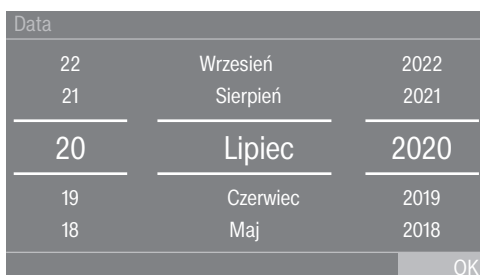 Data
22 Wrzesień 2022
21 Sierpień 2021
20 Lipiec 2020
19 Czerwiec 2019
18 Maj 2018
OK